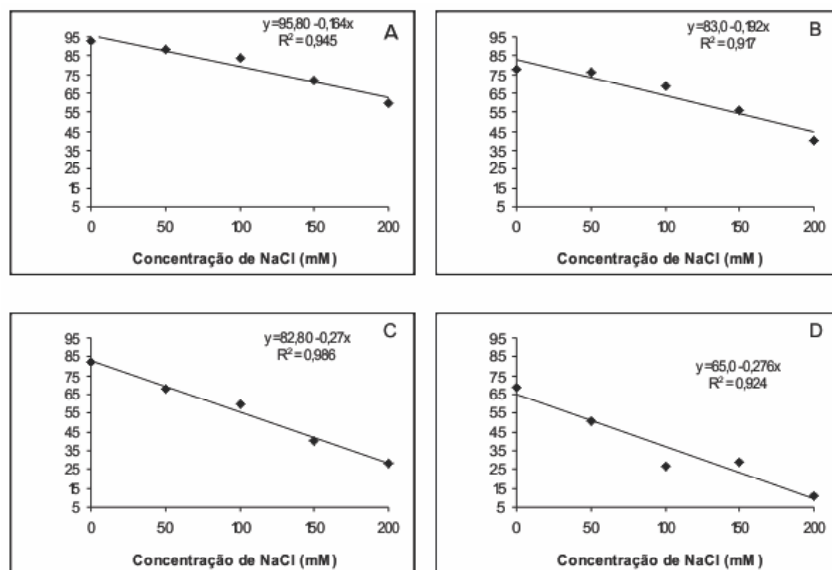 y=95,80 -0,164x
R² = 0,945
A
95
85
75
65
55
45
35
25
15
5
0 50 100 150 200
Concentração de NaCl (mM)
y=83,0 -0,192x
R² = 0,917
B
95
85
75
65
55
45
35
25
15
5
0 50 100 150 200
Concentração de NaCl (mM)
y=82,80 -0,27x
R² = 0,986
C
95
85
75
65
55
45
35
25
15
5
0 50 100 150 200
Concentração de NaCl (mM)
D
y=65,0 -0,276x
R² = 0,924
95
85
75
65
55
45
35
25
15
5
0 50 100 150 200
Concentração de NaCl (mM)